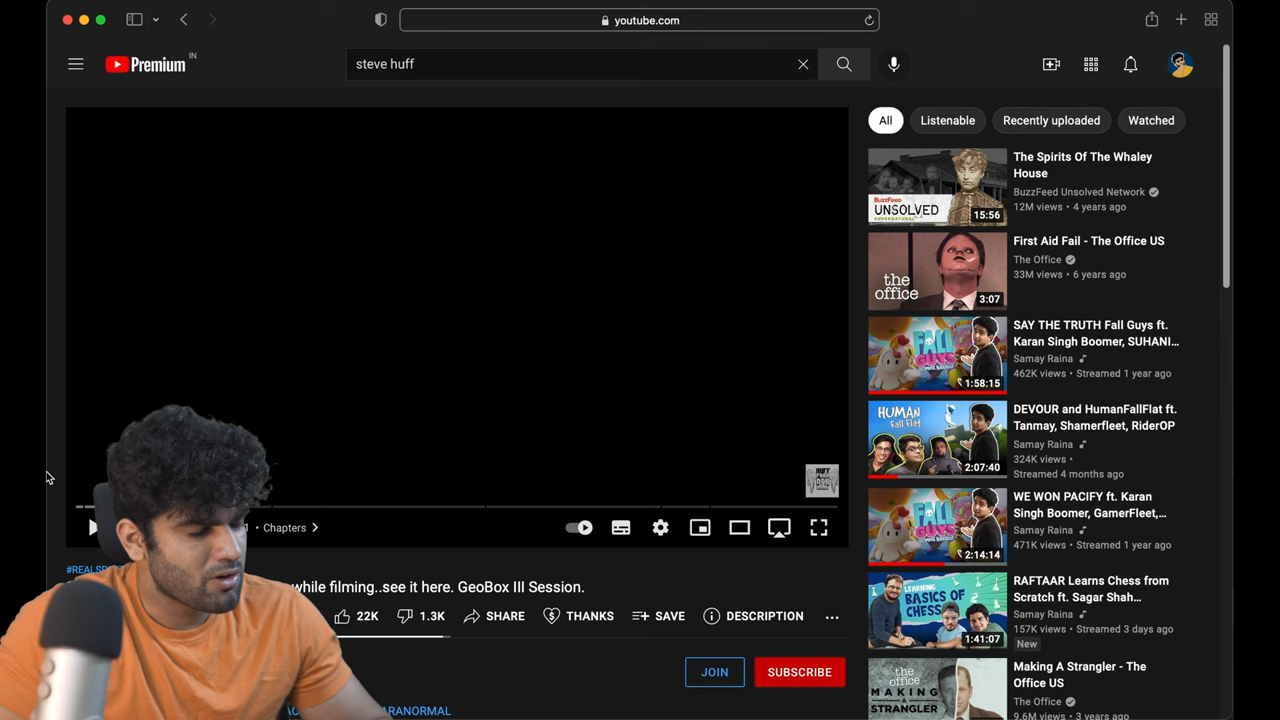 youtube.com
Premium IN
steve huff
All
Listenable
Recently uploaded
Watched
BuzzFeed
UNSOLVED
SUPERNATURAL
15:56
The Spirits Of The Whaley
House
BuzzFeed Unsolved Network
12M views • 4 years ago
the
office
3:07
First Aid Fail - The Office US
The Office
33M views • 6 years ago
FALL
GUYS
1:58:15
SAY THE TRUTH Fall Guys ft.
Karan Singh Boomer, SUHANI...
Samay Raina
462K views • Streamed 1 year ago
HUMAN
fall flat
2:07:40
DEVOUR and HumanFallFlat ft.
Tanmay, Shamerfleet, RiderOP
Samay Raina
324K views •
Streamed 4 months ago
FALL
GUYS
2:14:14
WE WON PACIFY ft. Karan
Singh Boomer, GamerFleet,...
Samay Raina
471K views • Streamed 1 year ago
LEARNING
BASICS OF
CHESS
1:41:07
RAFTAAR Learns Chess from
Scratch ft. Sagar Shah...
Samay Raina
157K views • Streamed 3 days ago
New
the office
MAKING A
STRANGLER
Making A Strangler - The
Office US
The Office
9.6M views • 3 years ago
• Chapters
while filming..see it here. GeoBox III Session.
22K
1.3K
SHARE
THANKS
SAVE
DESCRIPTION
JOIN
SUBSCRIBE